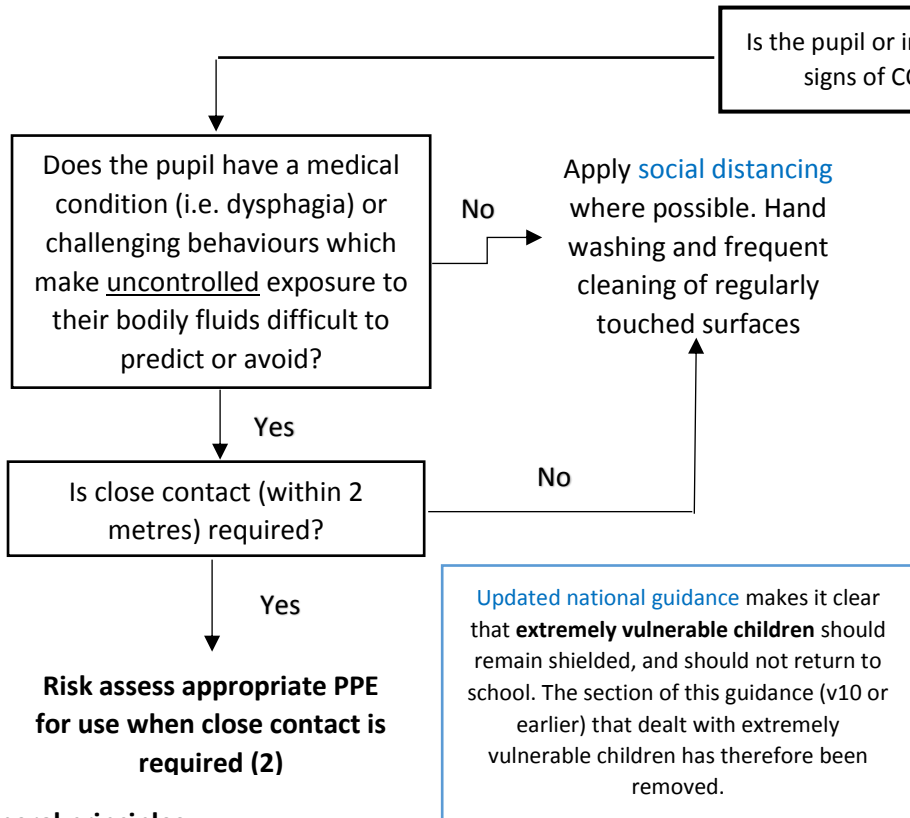 Is the pupil or
signs of
Does the pupil have a medical
condition (i.e. dysphagia) or
challenging behaviours which
make uncontrolled exposure to
their bodily fluids difficult to
predict or avoid?
No
Apply social distancing
where possible. Hand
washing and frequent
cleaning of regularly
touched surfaces
Yes
Is close contact (within 2
metres) required?
No
Yes
Risk assess appropriate PPE
for use when close contact is
required (2)
Updated national guidance makes it clear
that extremely vulnerable children should
remain shielded, and should not return to
school. The section of this guidance (v10 or
earlier) that dealt with extremely
vulnerable children has therefore been
removed.